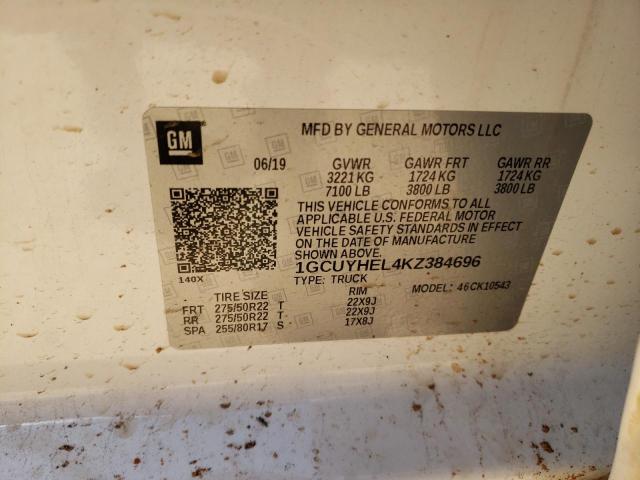 GM
MFD BY GENERAL MOTORS LLC
06/19 GVWR GAWR FRT GAWR RR
3221 KG 1724 KG 1724 KG
7100 LB 3800 LB 3800 LB
THIS VEHICLE CONFORMS TO ALL
APPLICABLE U.S. FEDERAL MOTOR
VEHICLE SAFETY STANDARDS IN EFFECT
ON THE DATE OF MANUFACTURE
SHOWN ABOVE.
1GCUYHEL4KZ384696
140X
TYPE: TRUCK MODEL: 46CK10543
TIRE SIZE RIM
FRT 275/50R22 T 22X9J
RR 275/50R22 T 22X9J
SPA 255/80R17 S 17X8J